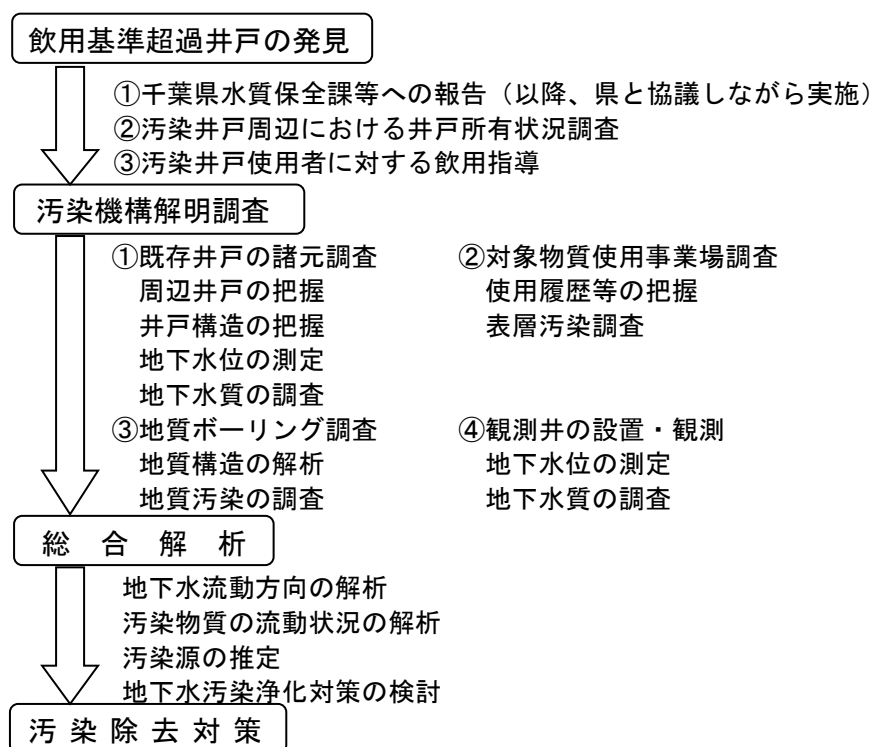 飲用基準超過井戸の発見
①千葉県水質保全課等への報告（以降、県と協議しながら実施）
②汚染井戸周辺における井戸所有状況調査
③汚染井戸使用者に対する飲用指導
汚染機構解明調査
①既存井戸の諸元調査
周辺井戸の把握
井戸構造の把握
地下水位の測定
地下水質の調査
②対象物質使用事業場調査
使用履歴等の把握
表層汚染調査
③地質ボーリング調査
地質構造の解析
地質汚染の調査
④観測井の設置・観測
地下水位の測定
地下水質の調査
総　合　解　析
地下水流動方向の解析
汚染物質の流動状況の解析
汚染源の推定
地下水汚染浄化対策の検討
汚 染 除 去 対 策